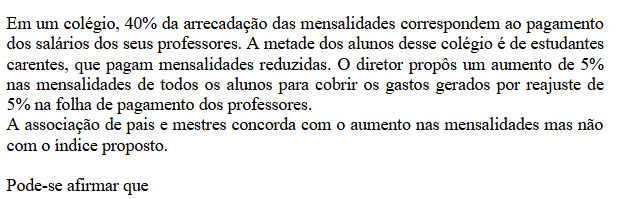 Em um colégio, 40% da arrecadação das mensalidades correspondem ao pagamento
dos salários dos seus professores. A metade dos alunos desse colégio é de estudantes
carentes, que pagam mensalidades reduzidas. O diretor propôs um aumento de 5%
nas mensalidades de todos os alunos para cobrir os gastos gerados por reajuste de
5% na folha de pagamento dos professores.
A associação de pais e mestres concorda com o aumento nas mensalidades mas não
com o índice proposto.
Pode-se afirmar que